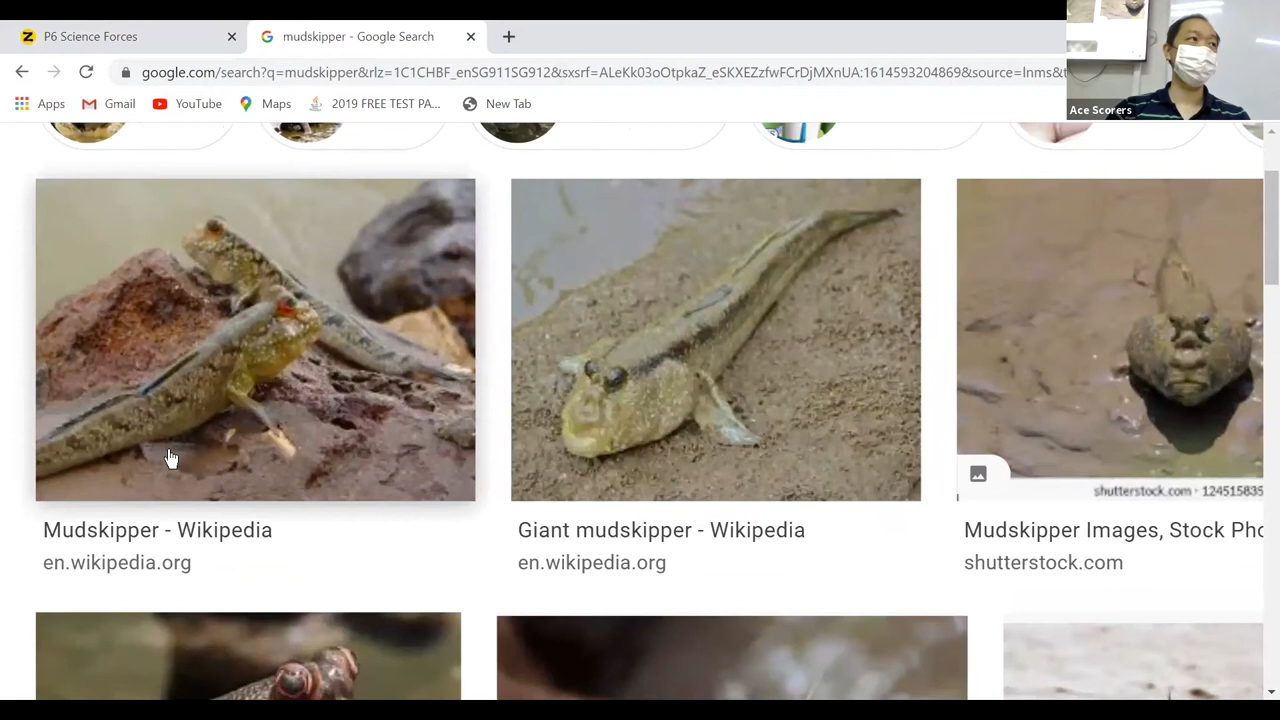 P6 Science Forces
mudskipper - Google Search
google.com/search?q=mudskipper&rlz=1C1CHBF_enSG911SG912&sxsrf=ALeKk03oOtpkaZ_eSKXEZzfwFCrDjMXnUA:1614593204869&source=lnms&t
Apps
Gmail
YouTube
Maps
2019 FREE TEST PA...
New Tab
Ace Scorers
shutterstock.com · 124515835
Mudskipper - Wikipedia
en.wikipedia.org
Giant mudskipper - Wikipedia
en.wikipedia.org
Mudskipper Images, Stock Pho
shutterstock.com